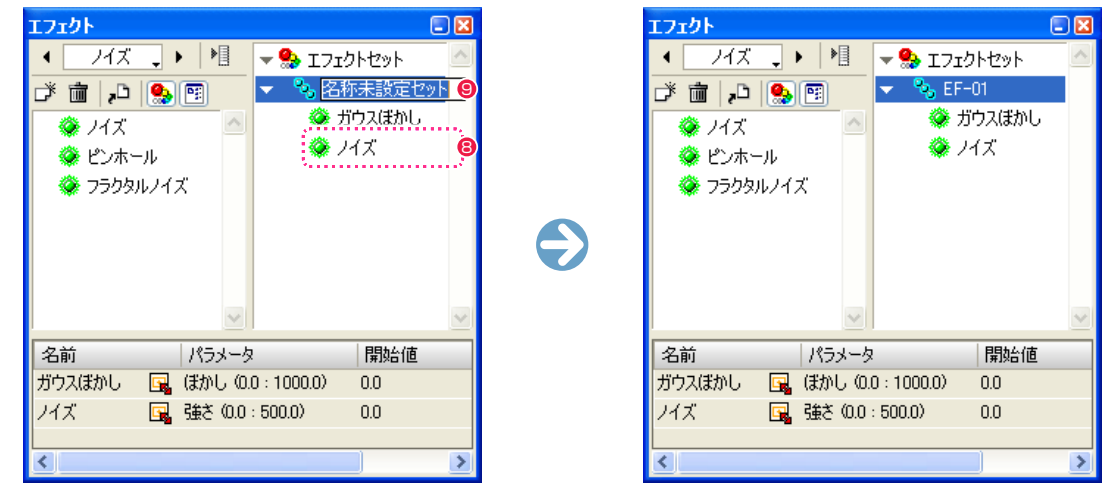 エフェクト
ノイズ
エフェクトセット
名称未設定セット 9
ガウスぼかし
ノイズ 8
ノイズ
ピンホール
フラクタルノイズ
名前 パラメータ 開始値
ガウスぼかし ぼかし (0.0 : 1000.0) 0.0
ノイズ 強さ (0.0 : 500.0) 0.0
エフェクト
ノイズ
エフェクトセット
EF-01
ガウスぼかし
ノイズ
ノイズ
ピンホール
フラクタルノイズ
名前 パラメータ 開始値
ガウスぼかし ぼかし (0.0 : 1000.0) 0.0
ノイズ 強さ (0.0 : 500.0) 0.0